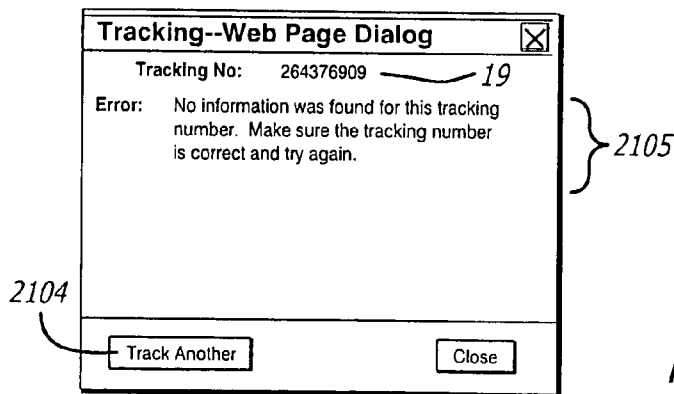 Tracking--Web Page Dialog
Tracking No: 264376909 19
Error: No information was found for this tracking
number. Make sure the tracking number
is correct and try again.
2105
2104
Track Another Close